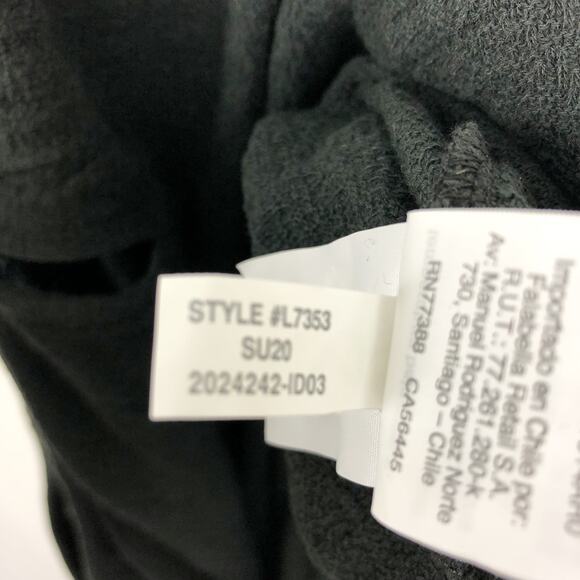 STYLE #L7353
SU20
2024242-ID03
Importado en Chile por:
Falabella Retail S.A.
R.U.T.: 77.261.280-k
Av: Manuel Rodriguez Norte
730, Santiago – Chile
RN77388 CA56445